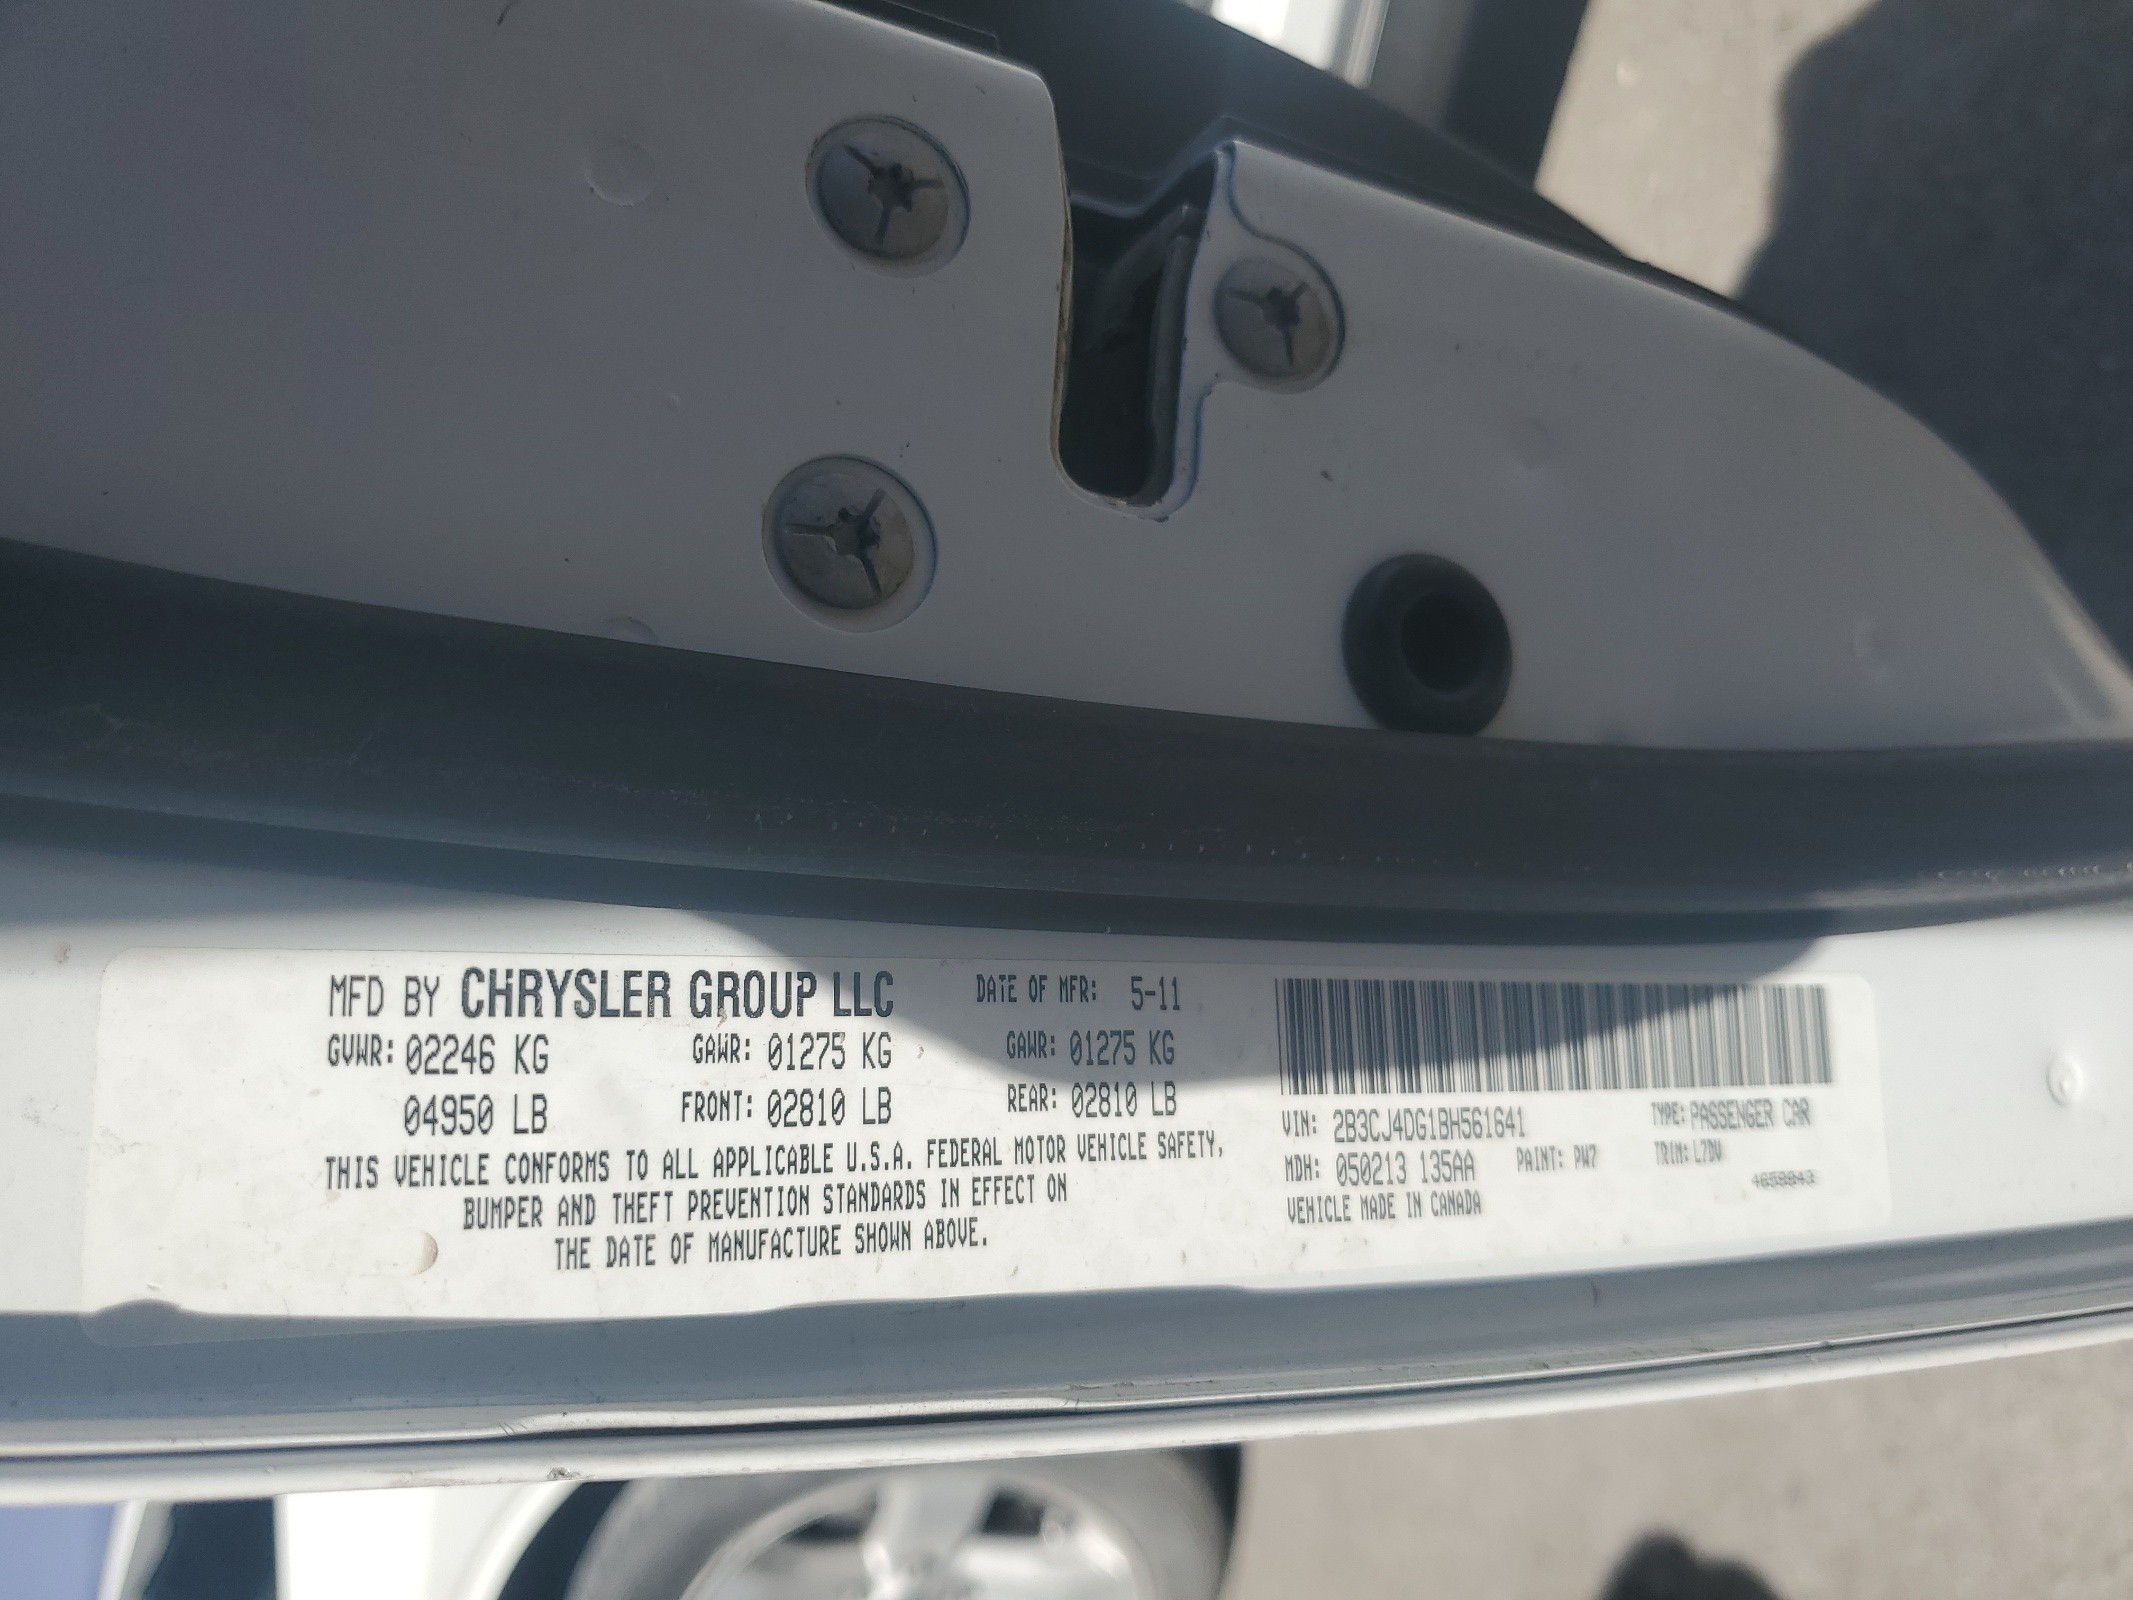 MFD BY CHRYSLER GROUP LLC DATE OF MFR: 5-11
GVWR: 02246 KG GAWR: 01275 KG GAWR: 01275 KG
04950 LB FRONT: 02810 LB REAR: 02810 LB
THIS VEHICLE CONFORMS TO ALL APPLICABLE U.S.A. FEDERAL MOTOR VEHICLE SAFETY,
BUMPER AND THEFT PREVENTION STANDARDS IN EFFECT ON
THE DATE OF MANUFACTURE SHOWN ABOVE.
VIN: 2B3CJ4DG1BH561641 TYPE: PASSENGER CAR
MDH: 050213 135AA PAINT: PW7 TRIM: L7DV
VEHICLE MADE IN CANADA